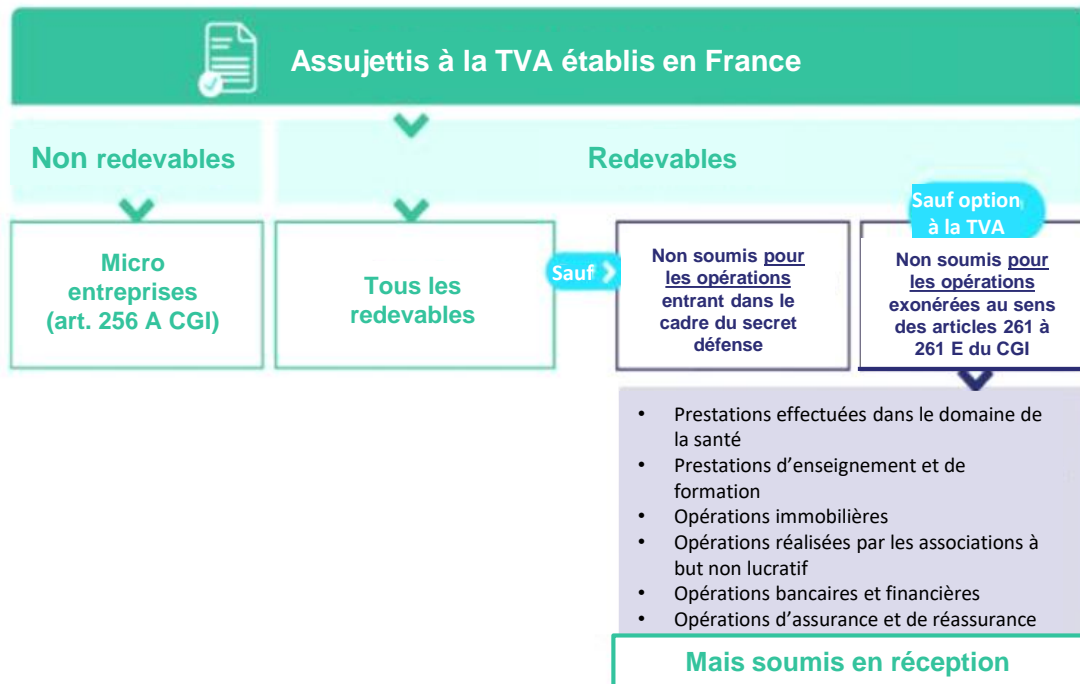 Assujettis à la TVA établis en France
Non redevables
Redevables
Micro
entreprises
(art. 256 A CGI)
Tous les
redevables
Sauf
Non soumis pour
les opérations
entrant dans le
cadre du secret
défense
Sauf option
à la TVA
Non soumis pour
les opérations
exonérées au sens
des articles 261 à
261 E du CGI
• Prestations effectuées dans le domaine de
la santé
• Prestations d’enseignement et de
formation
• Opérations immobilières
• Opérations réalisées par les associations à
but non lucratif
• Opérations bancaires et financières
• Opérations d’assurance et de réassurance
Mais soumis en réception